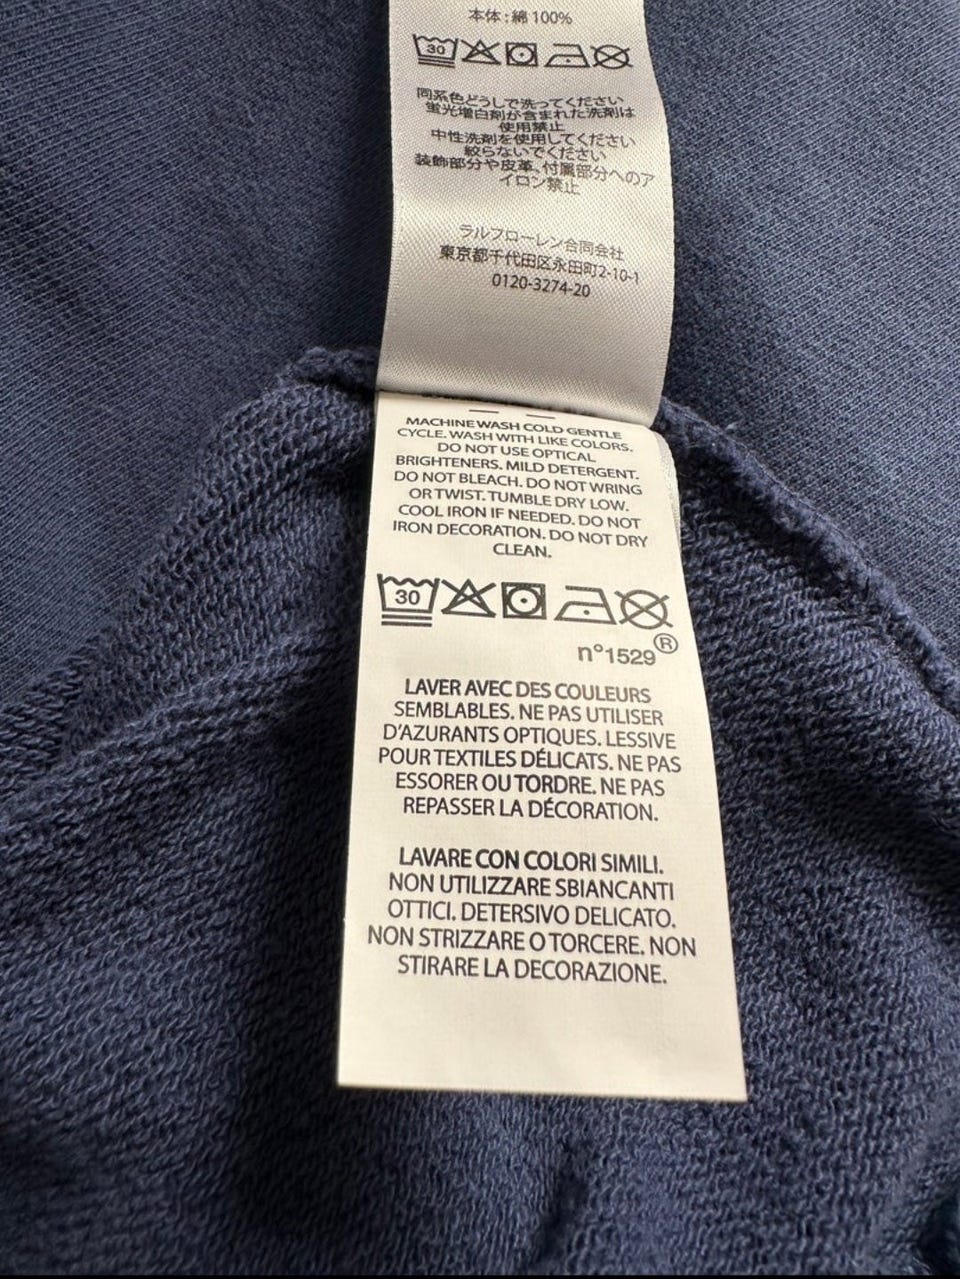 本体：綿 100%
30
同系色どうしで洗ってください
蛍光増白剤が含まれた洗剤は
使用禁止
中性洗剤を使用してください
絞らないでください
装飾部分や皮革、付属部分へのア
イロン禁止
ラルフローレン合同会社
東京都千代田区永田町2-10-1
0120-3274-20
MACHINE WASH COLD GENTLE
CYCLE. WASH WITH LIKE COLORS.
DO NOT USE OPTICAL
BRIGHTENERS. MILD DETERGENT.
DO NOT BLEACH. DO NOT WRING
OR TWIST. TUMBLE DRY LOW.
COOL IRON IF NEEDED. DO NOT
IRON DECORATION. DO NOT DRY
CLEAN.
30
n°1529®
LAVER AVEC DES COULEURS
SEMBLABLES. NE PAS UTILISER
D'AZURANTS OPTIQUES. LESSIVE
POUR TEXTILES DÉLICATS. NE PAS
ESSORER OU TORDRE. NE PAS
REPASSER LA DÉCORATION.
LAVARE CON COLORI SIMILI.
NON UTILIZZARE SBIANCANTI
OTTICI. DETERSIVO DELICATO.
NON STRIZZARE O TORCERE. NON
STIRARE LA DECORAZIONE.